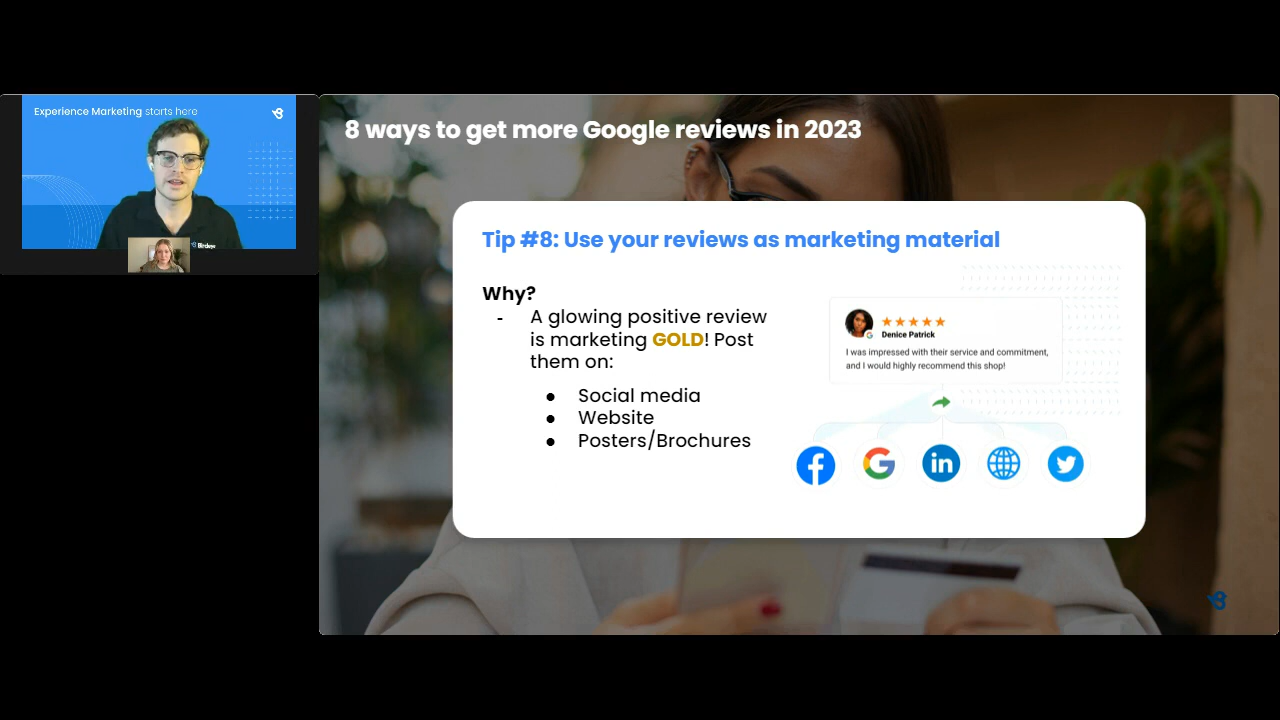 Experience Marketing starts here
Birdeye
8 ways to get more Google reviews in 2023
Tip #8: Use your reviews as marketing material
Why?
- A glowing positive review
is marketing GOLD! Post
them on:
● Social media
● Website
● Posters/Brochures
Denice Patrick
I was impressed with their service and commitment,
and I would highly recommend this shop!